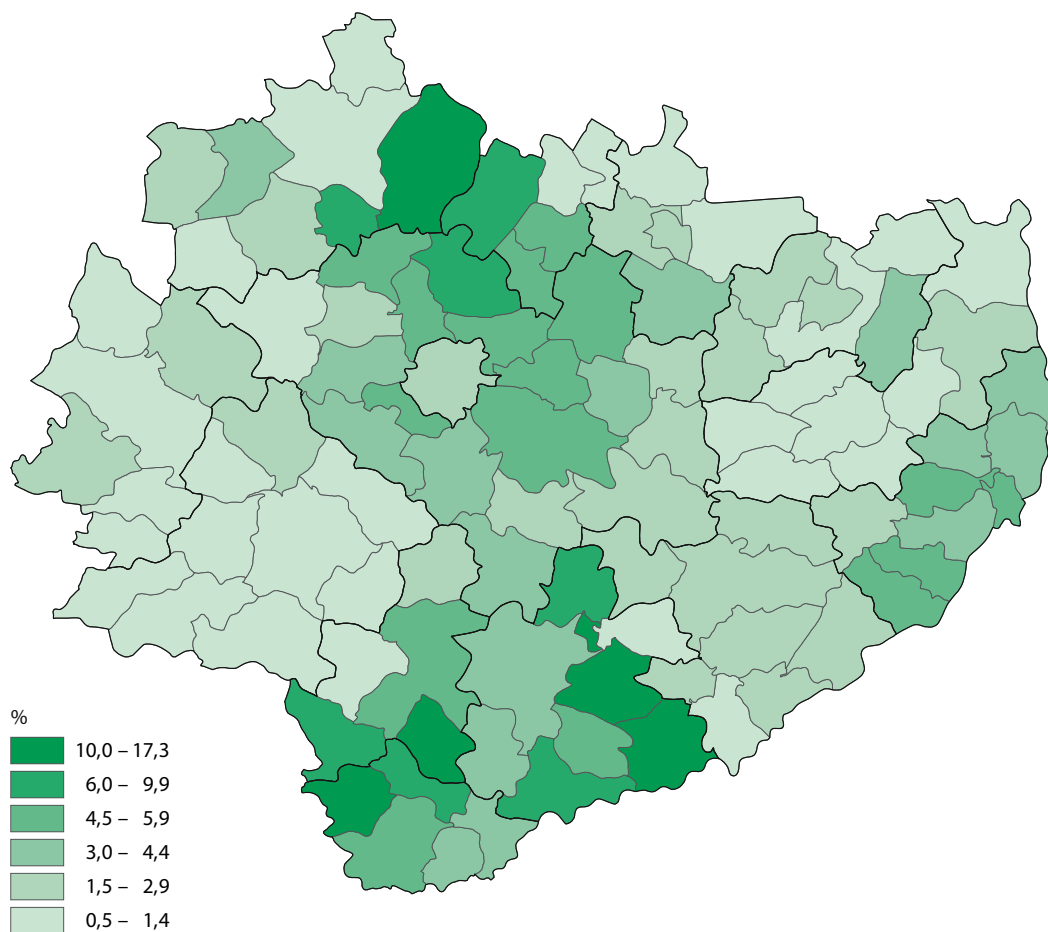 %
10,0 – 17,3
6,0 – 9,9
4,5 – 5,9
3,0 – 4,4
1,5 – 2,9
0,5 – 1,4